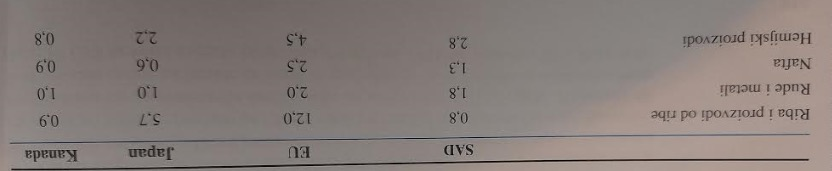 SAD EU Japan Kanada
Riba i proizvodi od ribe 0,8 12,0 5,7 0,9
Rude i metali 1,8 2,0 1,0 1,0
Nafta 1,3 2,5 0,6 0,9
Hemijski proizvodi 2,8 4,5 2,2 0,8